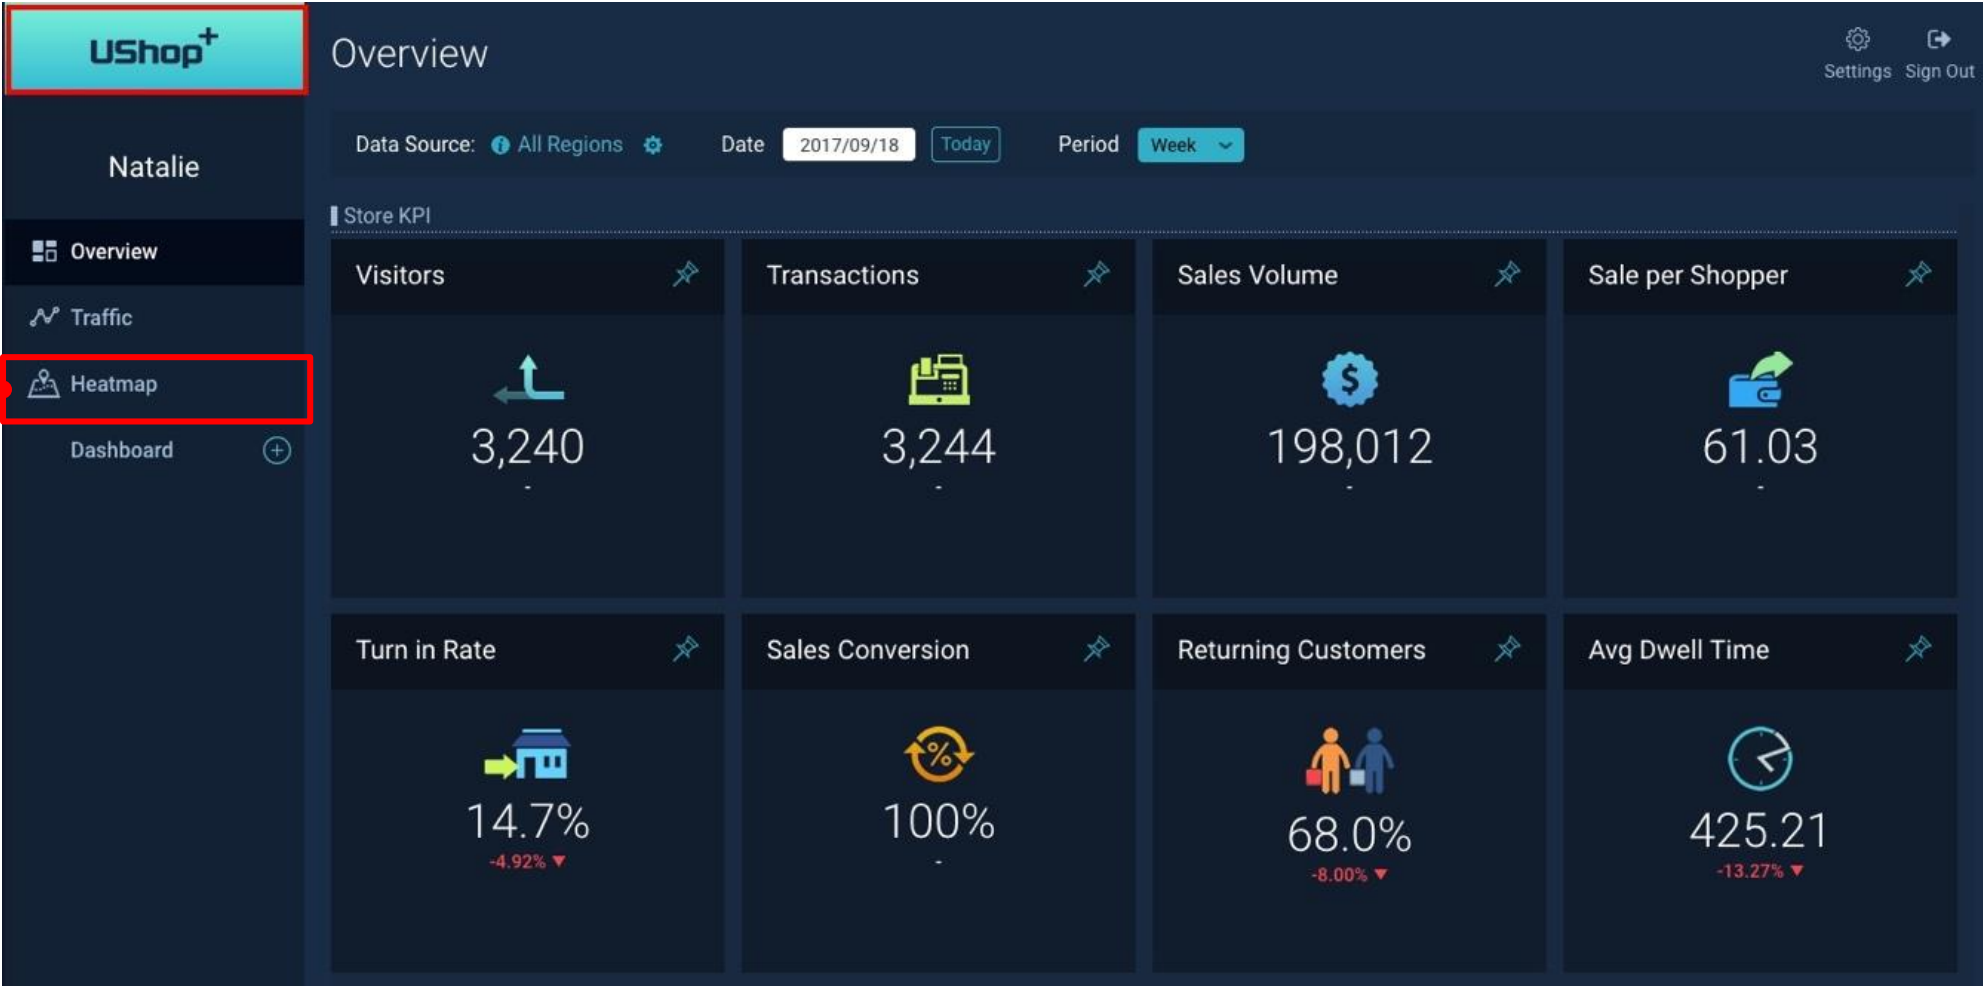 UShop+
Overview
Settings
Sign Out
Natalie
Data Source: All Regions
Date 2017/09/18 Today
Period Week
Overview
Traffic
Heatmap
Dashboard
Store KPI
Visitors
3,240
-
Transactions
3,244
-
Sales Volume
$
198,012
-
Sale per Shopper
61.03
-
Turn in Rate
14.7%
-4.92% ▼
Sales Conversion
%
100%
-
Returning Customers
68.0%
-8.00% ▼
Avg Dwell Time
425.21
-13.27% ▼